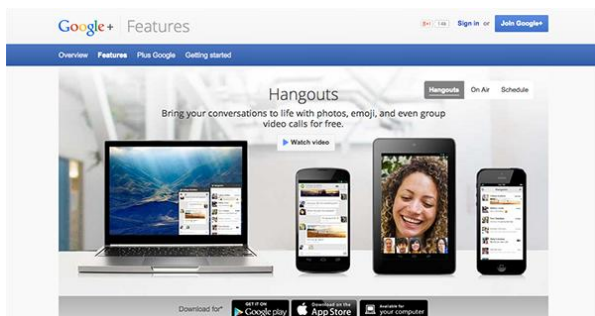 Google+ Features
Sign in or Join Google+
Overview Features Plus Google Getting started
Hangouts
Hangouts On Air Schedule
Bring your conversations to life with photos, emoji, and even group
video calls for free.
Watch video
Download for*
GET IT ON
Google play
Download on the
App Store
Available for
your computer